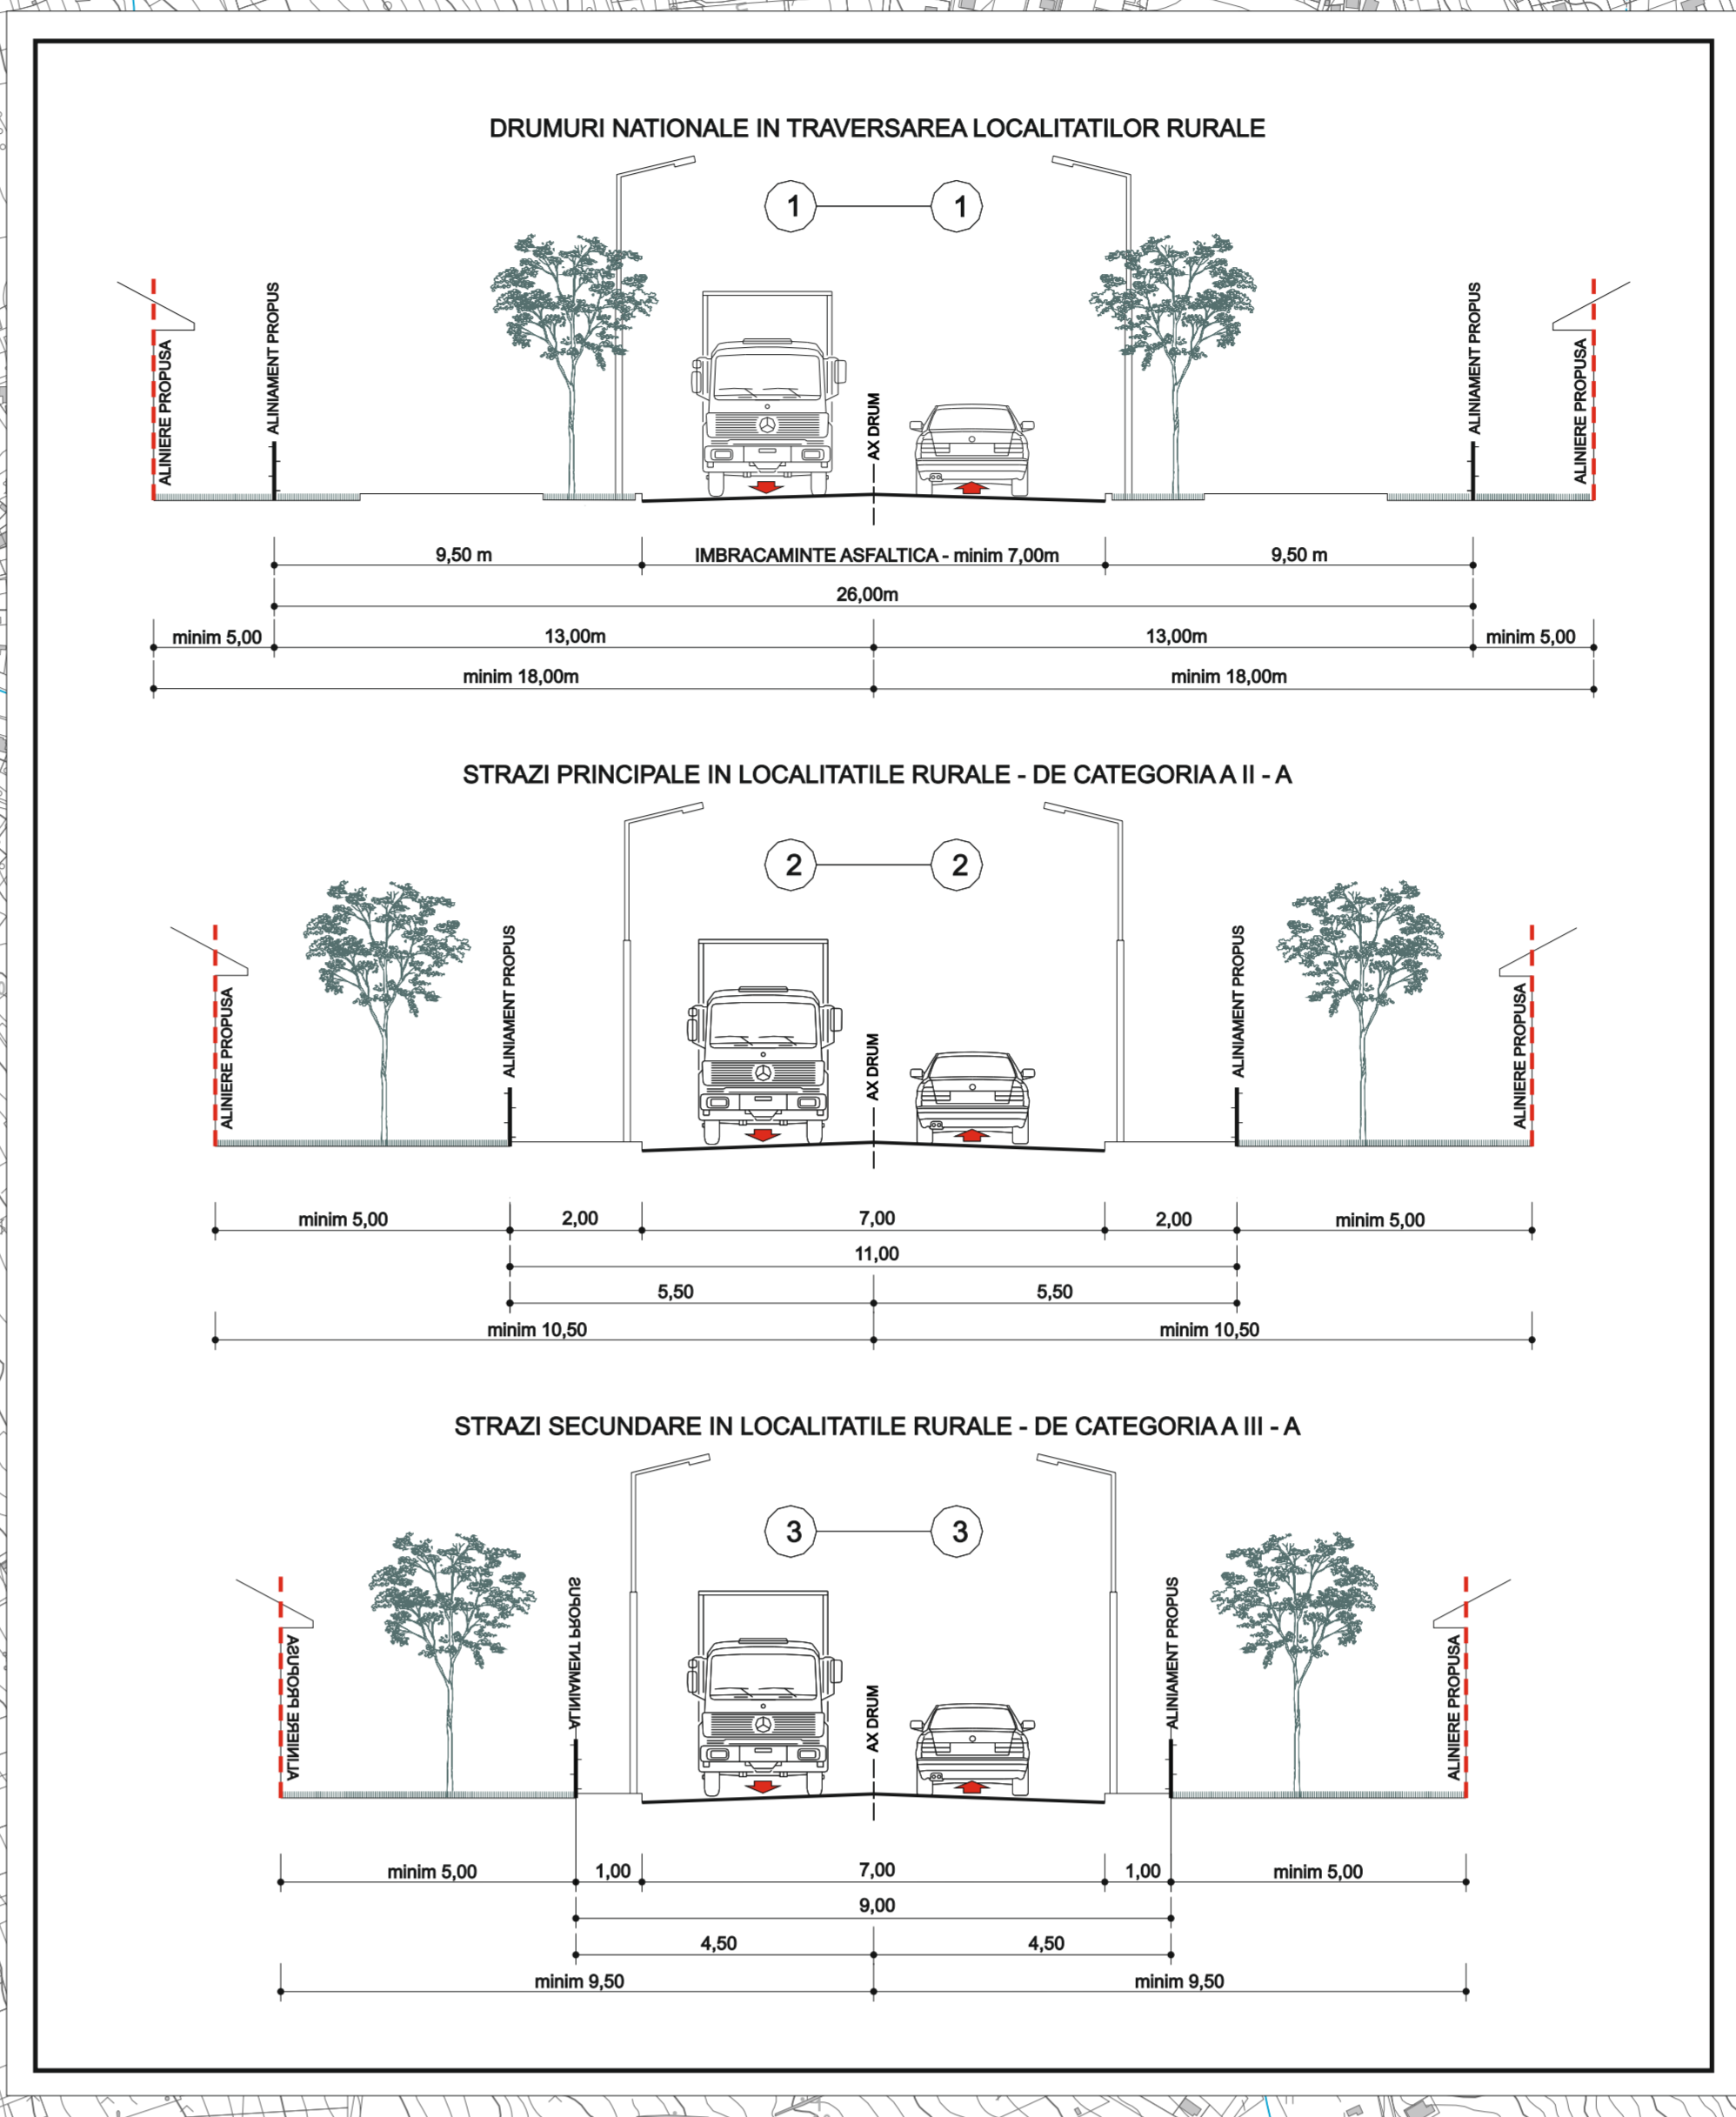 DRUMURI NATIONALE IN TRAVERSAREA LOCALITATILOR RURALE
1 1
ALINIERE PROPUSA
ALINIAMENT PROPUS
AX DRUM
ALINIAMENT PROPUS
ALINIERE PROPUSA
9,50 m IMBRACAMINTE ASFALTICA - minim 7,00m 9,50 m
26,00m
minim 5,00 13,00m 13,00m minim 5,00
minim 18,00m minim 18,00m
STRAZI PRINCIPALE IN LOCALITATILE RURALE - DE CATEGORIA A II - A
2 2
ALINIERE PROPUSA
ALINIAMENT PROPUS
AX DRUM
ALINIAMENT PROPUS
ALINIERE PROPUSA
minim 5,00 2,00 7,00 2,00 minim 5,00
11,00
5,50 5,50
minim 10,50 minim 10,50
STRAZI SECUNDARE IN LOCALITATILE RURALE - DE CATEGORIA A III - A
3 3
ALINIERE PROPUSA
ALINIAMENT PROPUS
AX DRUM
ALINIAMENT PROPUS
ALINIERE PROPUSA
minim 5,00 1,00 7,00 1,00 minim 5,00
9,00
4,50 4,50
minim 9,50 minim 9,50